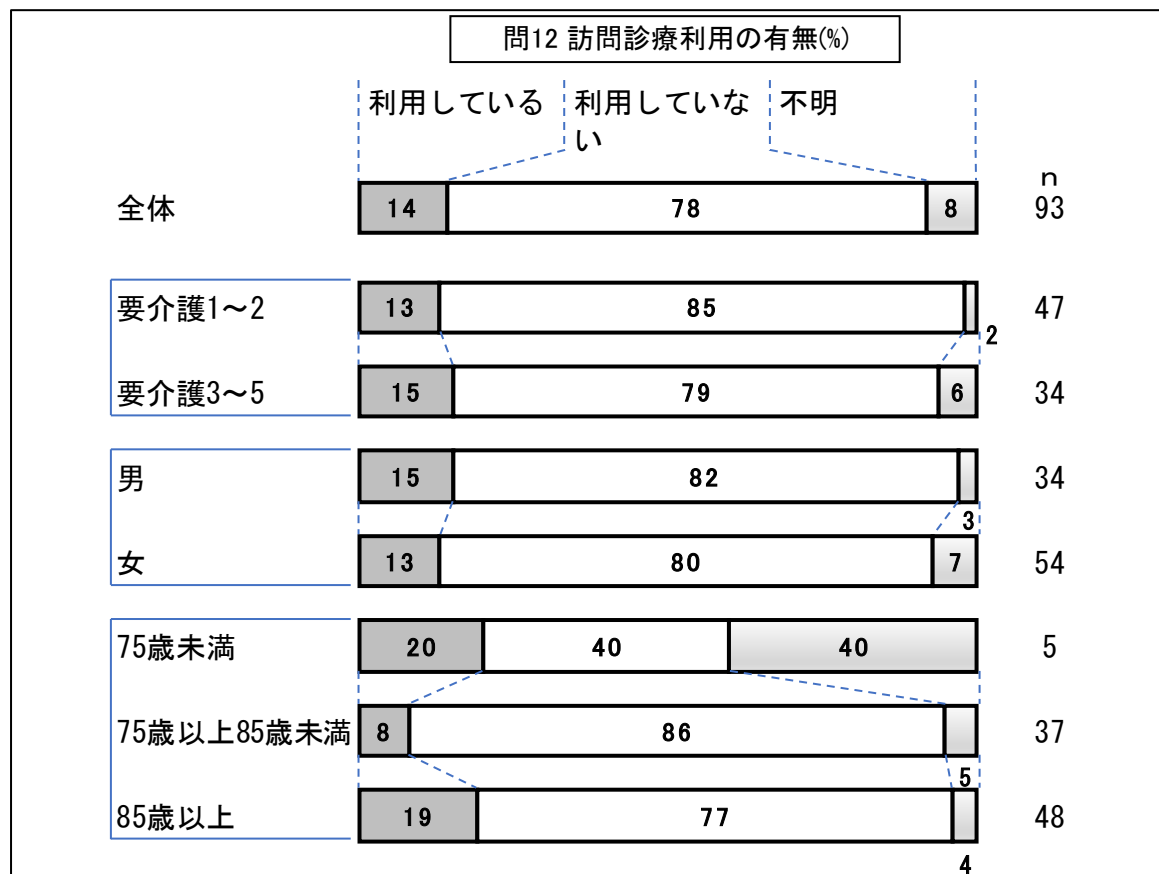 問12 訪問診療利用の有無(%)
利用している 利用していな 不明
い
n
全体 14 78 8 93
要介護1～2 13 85 2 47
要介護3～5 15 79 6 34
男 15 82 3 34
女 13 80 7 54
75歳未満 20 40 40 5
75歳以上85歳未満 8 86 5 37
85歳以上 19 77 4 48